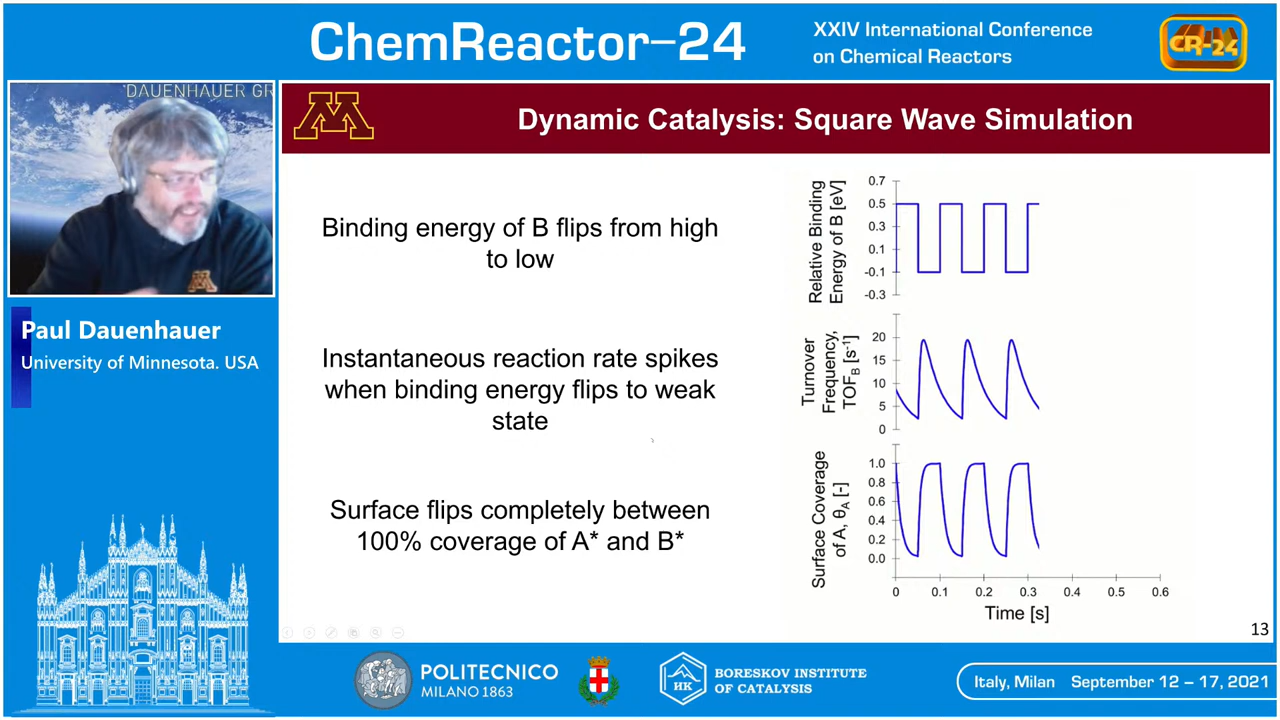 ChemReactor–24
XXIV International Conference
on Chemical Reactors
CR-24
DAUENHAUER GR
M
Dynamic Catalysis: Square Wave Simulation
Paul Dauenhauer
University of Minnesota. USA
Binding energy of B flips from high
to low
Instantaneous reaction rate spikes
when binding energy flips to weak
state
Surface flips completely between
100% coverage of A* and B*
Relative Binding
Energy of B [eV]
0.7
0.5
0.3
0.1
-0.1
-0.3
Turnover
Frequency,
TOF_B [s⁻¹]
20
15
10
5
0
Surface Coverage
of A, θ_A [-]
1.0
0.8
0.6
0.4
0.2
0.0
0 0.1 0.2 0.3 0.4 0.5 0.6
Time [s]
13
POLITECNICO
MILANO 1863
НК
BORESKOV INSTITUTE
OF CATALYSIS
Italy, Milan September 12 – 17, 2021